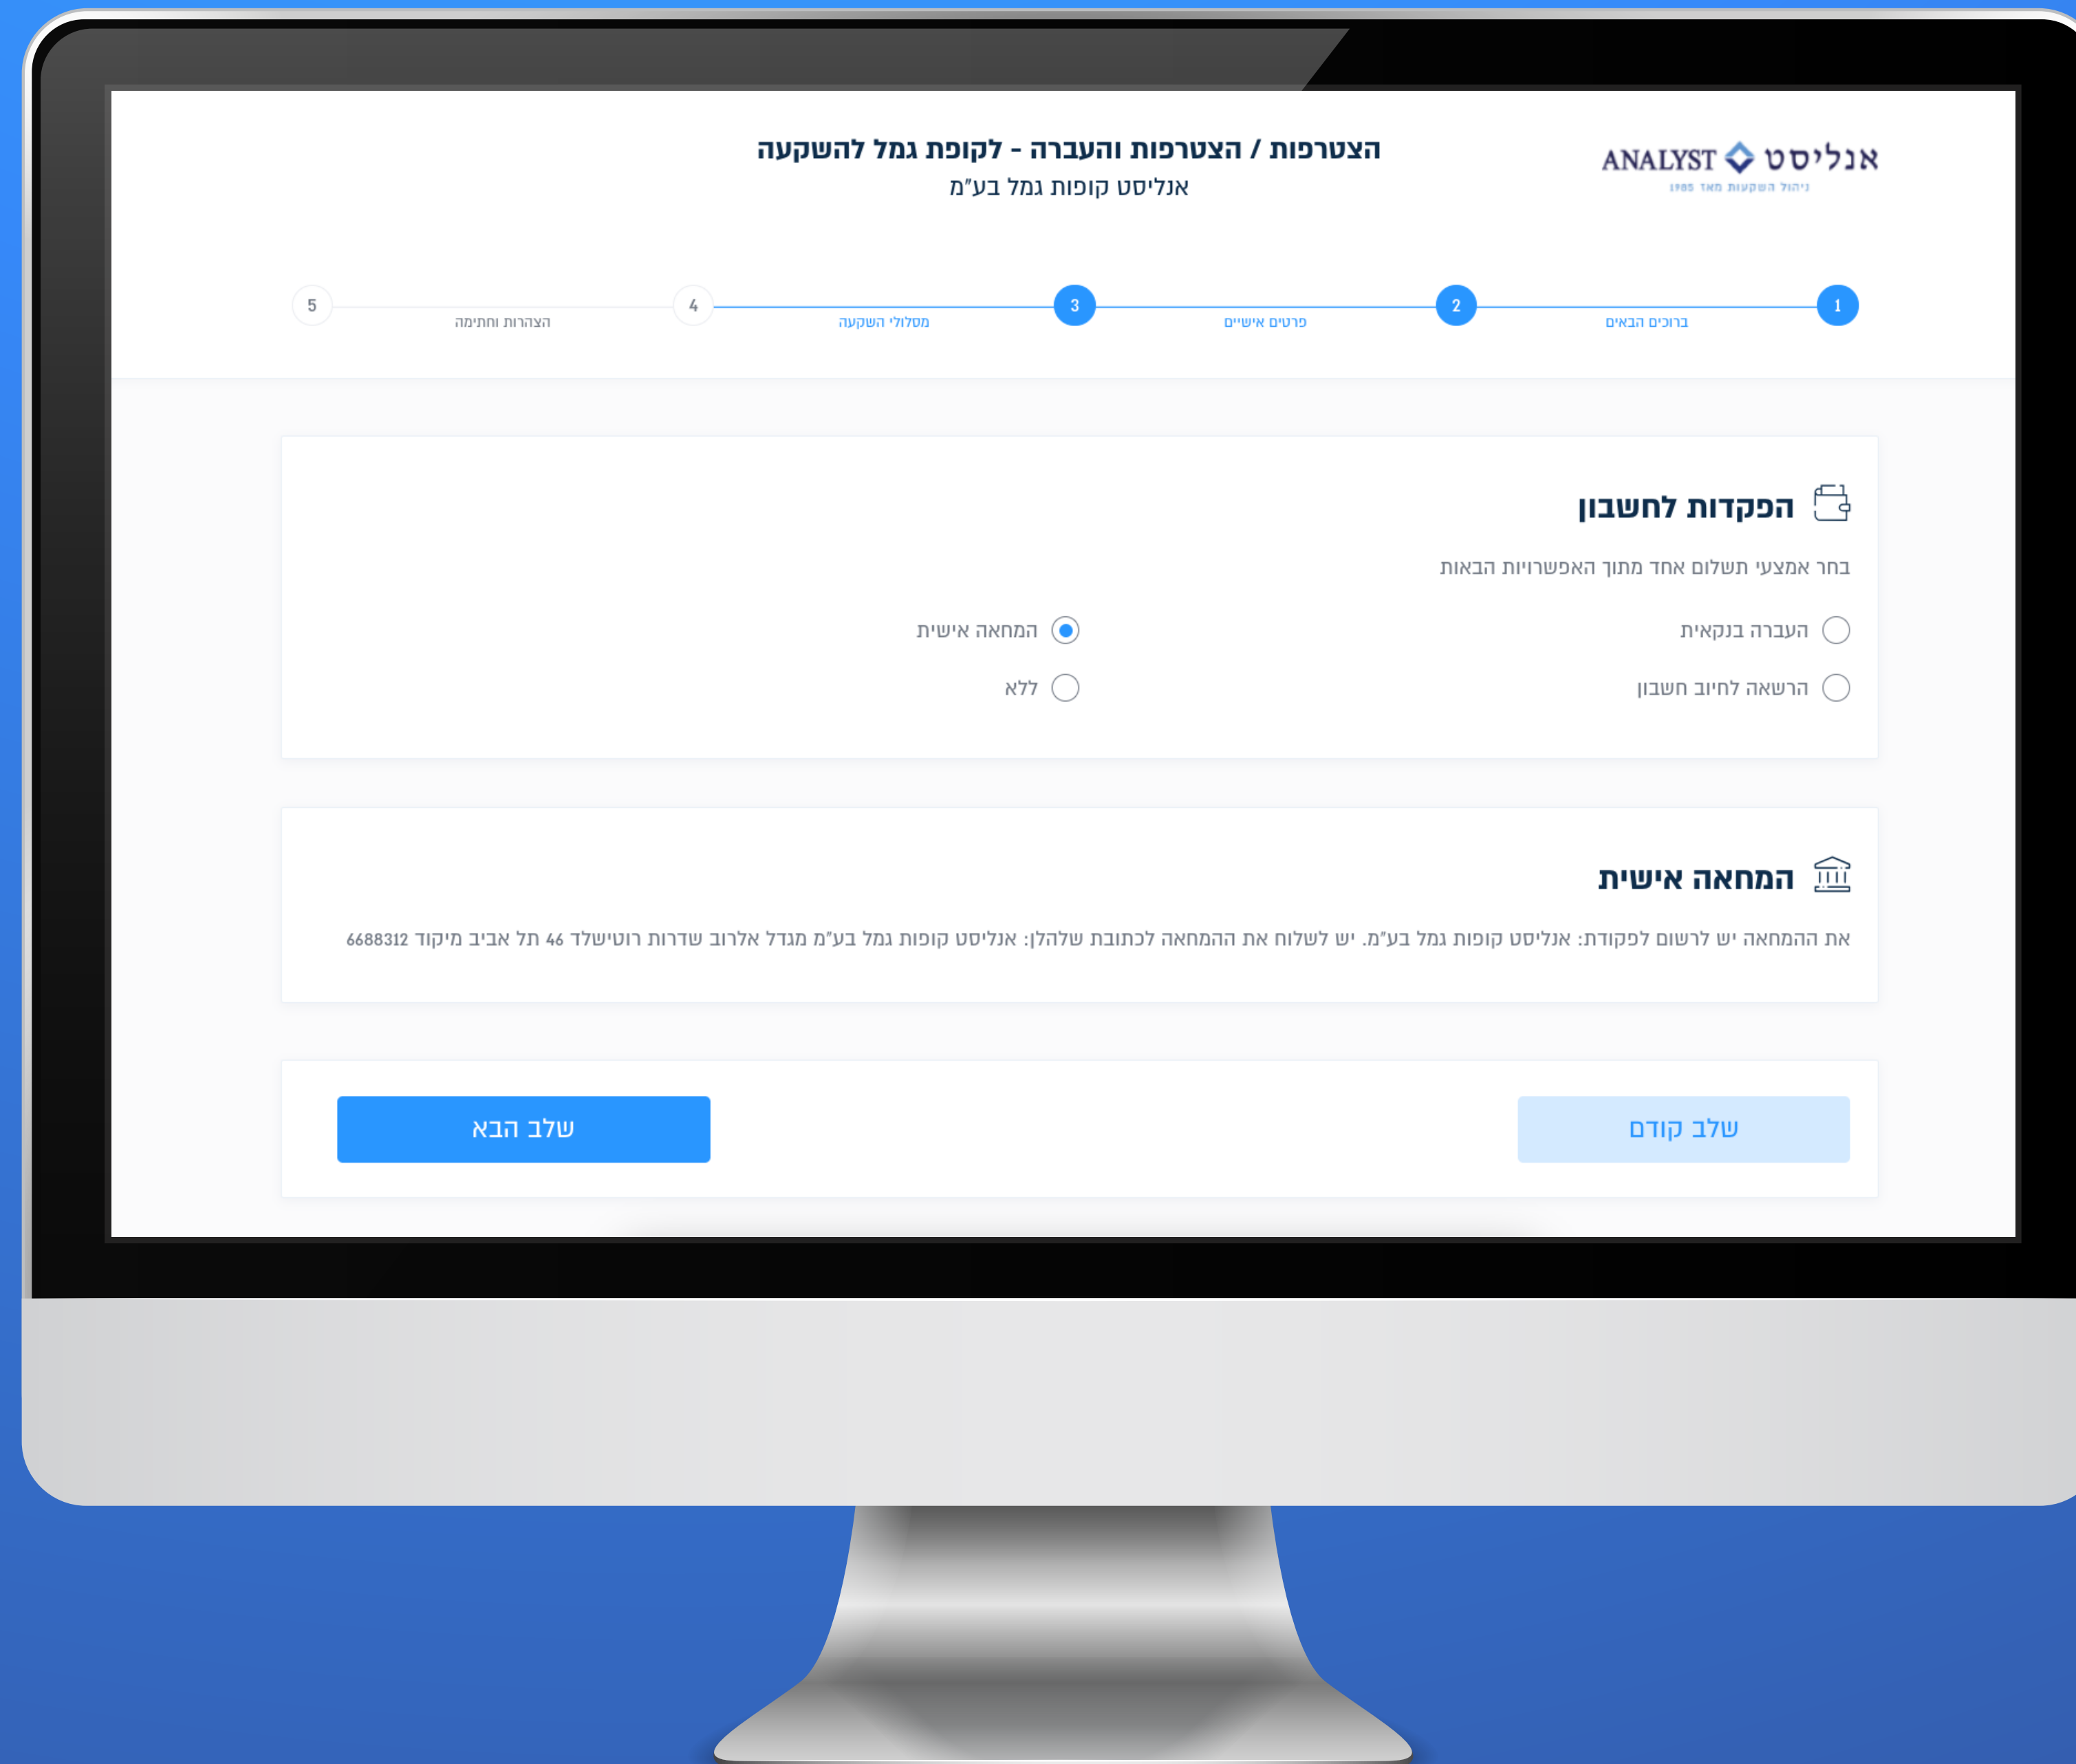 אנליסט ANALYST
ניהול השקעות מאז 1985
הצטרפות / הצטרפות והעברה - לקופת גמל להשקעה
אנליסט קופות גמל בע"מ
1
ברוכים הבאים
2
פרטים אישיים
3
מסלולי השקעה
4
הצהרות וחתימה
5
הפקדות לחשבון
בחר אמצעי תשלום אחד מתוך האפשרויות הבאות
העברה בנקאית
המחאה אישית
הרשאה לחיוב חשבון
ללא
המחאה אישית
את ההמחאה יש לרשום לפקודת: אנליסט קופות גמל בע"מ. יש לשלוח את ההמחאה לכתובת שלהלן: אנליסט קופות גמל בע"מ מגדל אלרוב שדרות רוטישלד 46 תל אביב מיקוד 6688312
שלב קודם
שלב הבא